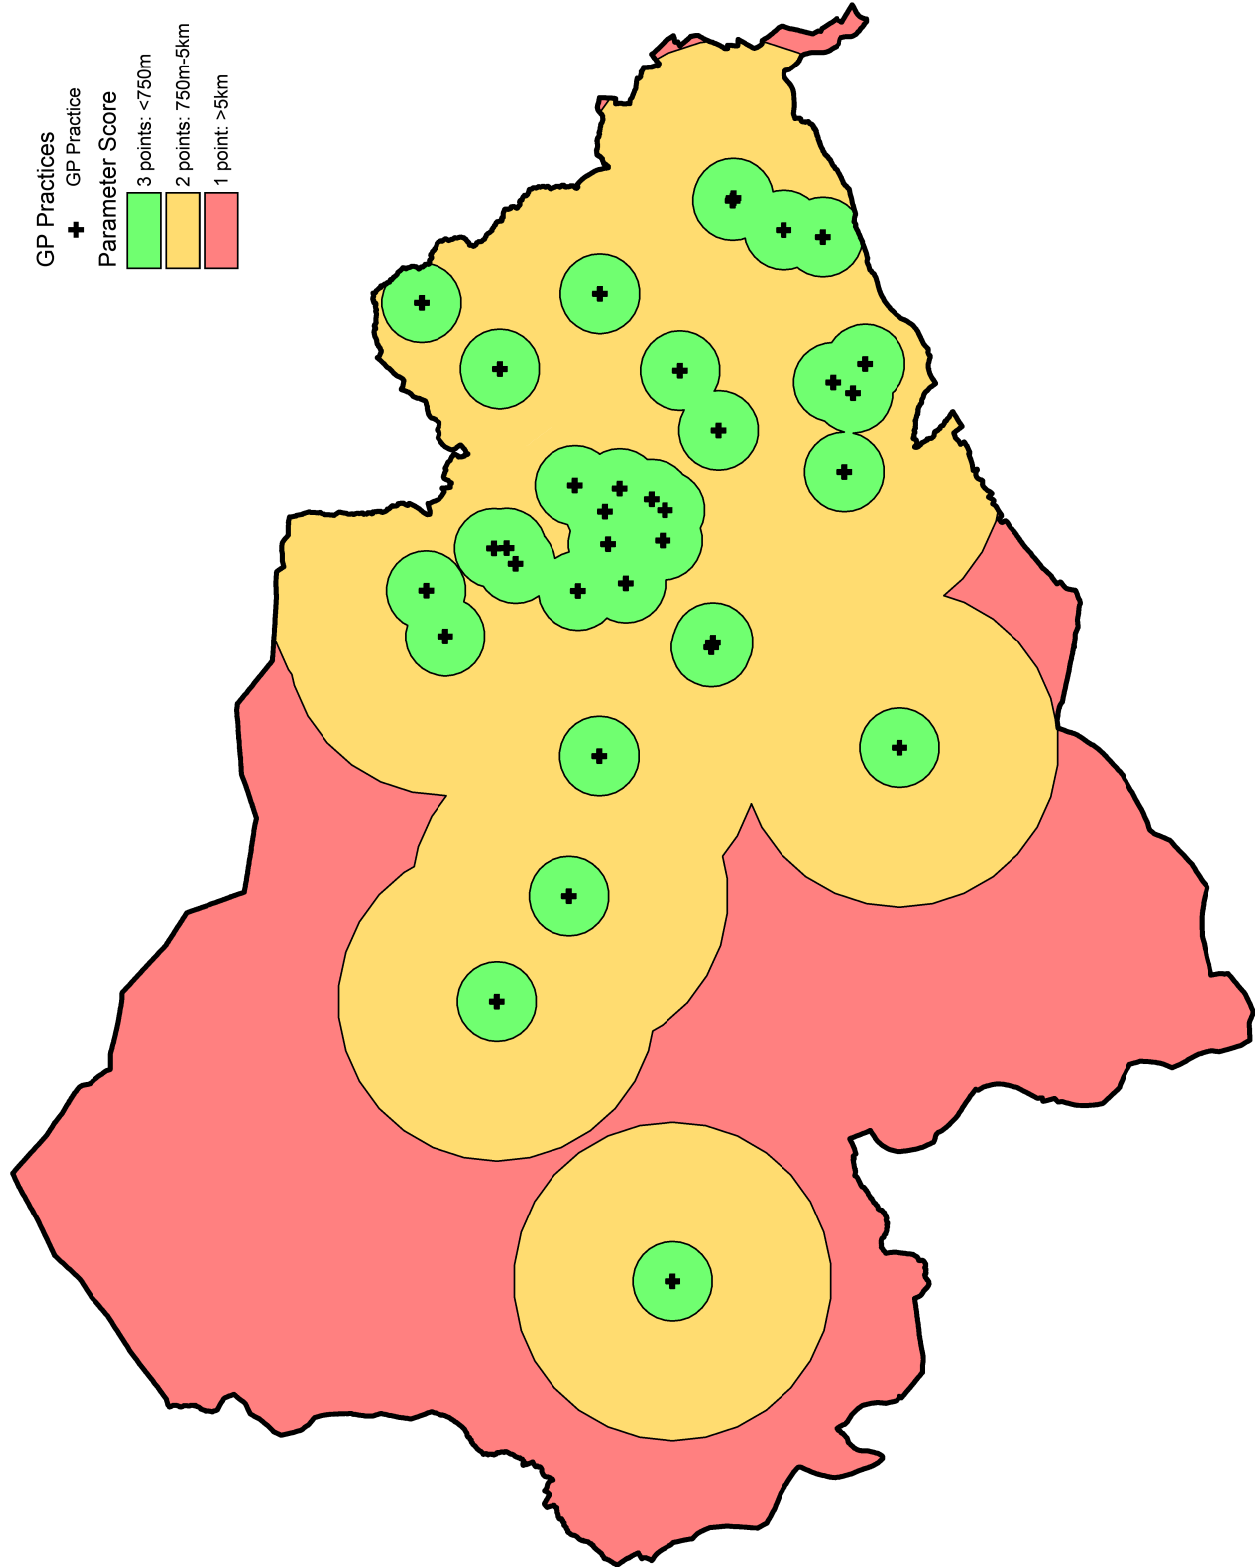 GP Practices
GP Practice
Parameter Score
3 points: <750m
2 points: 750m-5km
1 point: >5km